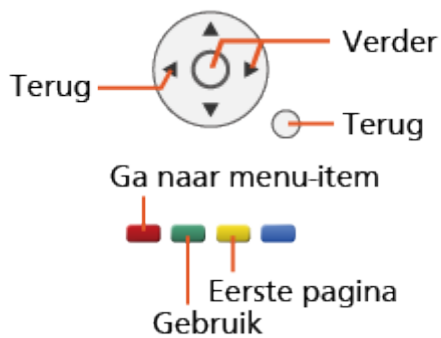 Verder
Terug
Terug
Ga naar menu-item
Eerste pagina
Gebruik